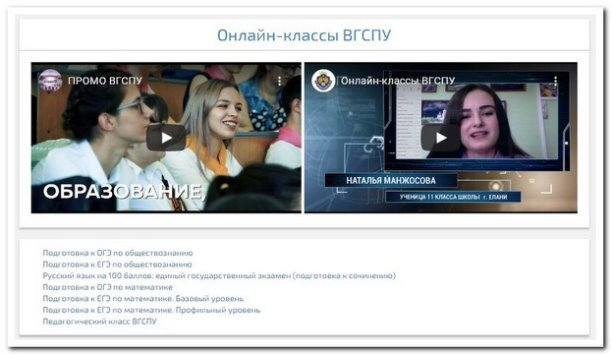 Онлайн-классы ВГСПУ
ПРОМО ВГСПУ
ОБРАЗОВАНИЕ,
Онлайн-классы ВГСПУ
НАТАЛЬЯ МАНЖОСОВА
УЧЕНИЦА 11 КЛАССА ШКОЛЫ г. ЕЛАНИ
Подготовка к ОГЭ по обществознанию
Подготовка к ЕГЭ по обществознанию
Русский язык на 100 баллов: единый государственный экзамен (подготовка к сочинению)
Подготовка к ОГЭ по математике
Подготовка к ЕГЭ по математике. Базовый уровень
Подготовка к ЕГЭ по математике. Профильный уровень
Педагогический класс ВГСПУ